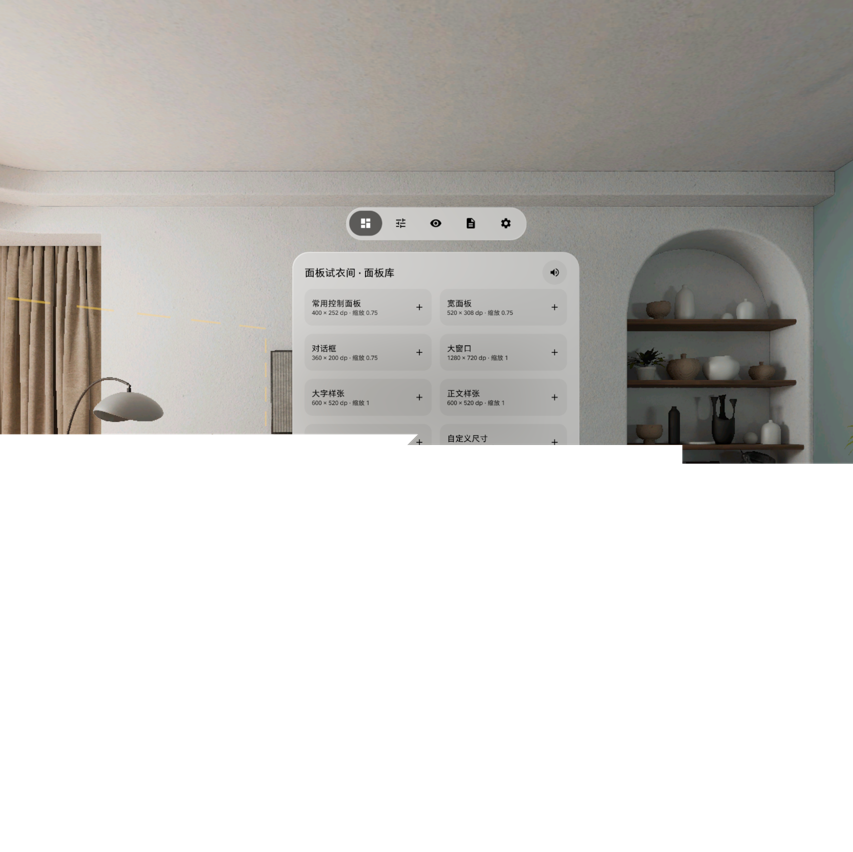 面板试衣间 · 面板库
常用控制面板
400 × 252 dp · 缩放 0.75
宽面板
520 × 308 dp · 缩放 0.75
对话框
360 × 200 dp · 缩放 0.75
大窗口
1280 × 720 dp · 缩放 1
大字样张
600 × 520 dp · 缩放 1
正文样张
600 × 520 dp · 缩放 1
自定义尺寸